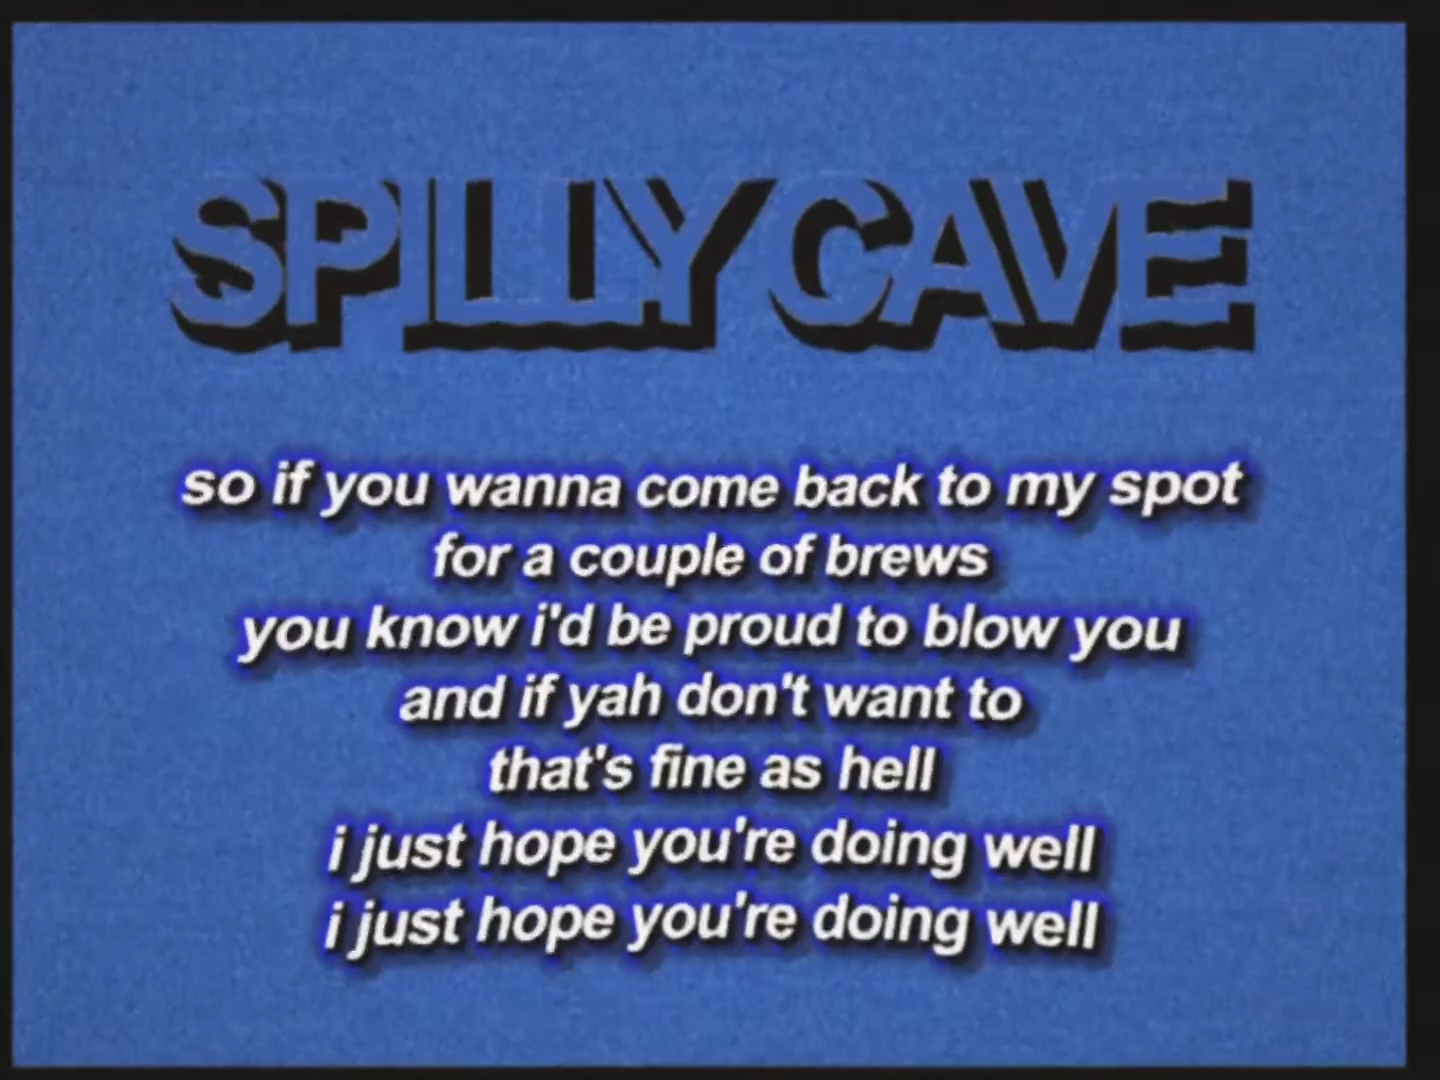 SPILLY CAVE
so if you wanna come back to my spot
for a couple of brews
you know i'd be proud to blow you
and if yah don't want to
that's fine as hell
i just hope you're doing well
i just hope you're doing well